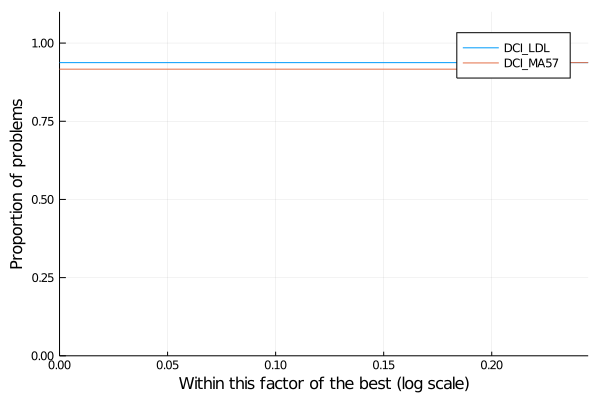 1.00
0.75
0.50
0.25
0.00
Proportion of problems
DCI_LDL
DCI_MA57
0.00 0.05 0.10 0.15 0.20
Within this factor of the best (log scale)